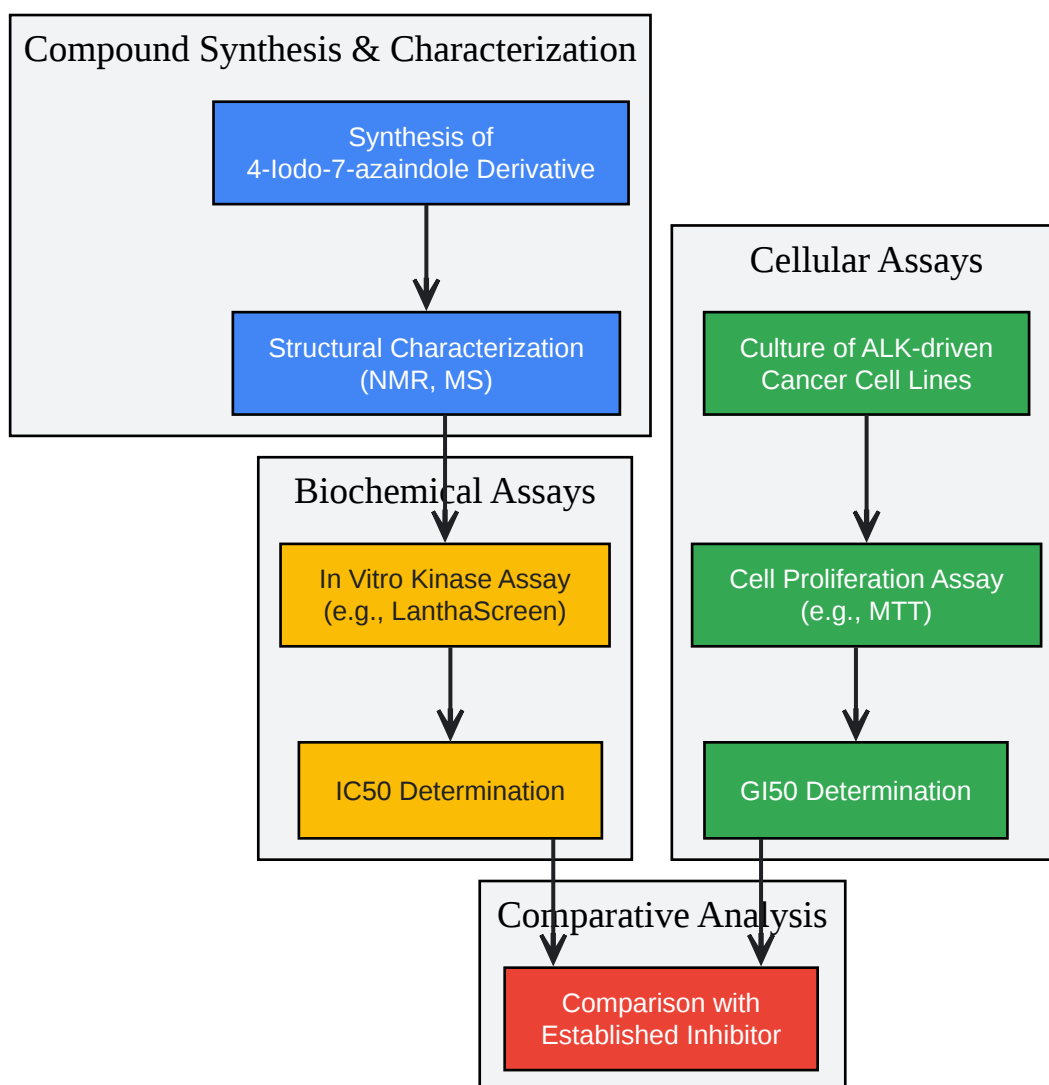 Compound Synthesis & Characterization
Synthesis of
4-Iodo-7-azaindole Derivative
Structural Characterization
(NMR, MS)
Biochemical Assays
In Vitro Kinase Assay
(e.g., LanthaScreen)
IC50 Determination
Cellular Assays
Culture of ALK-driven
Cancer Cell Lines
Cell Proliferation Assay
(e.g., MTT)
GI50 Determination
Comparative Analysis
Comparison with
Established Inhibitor